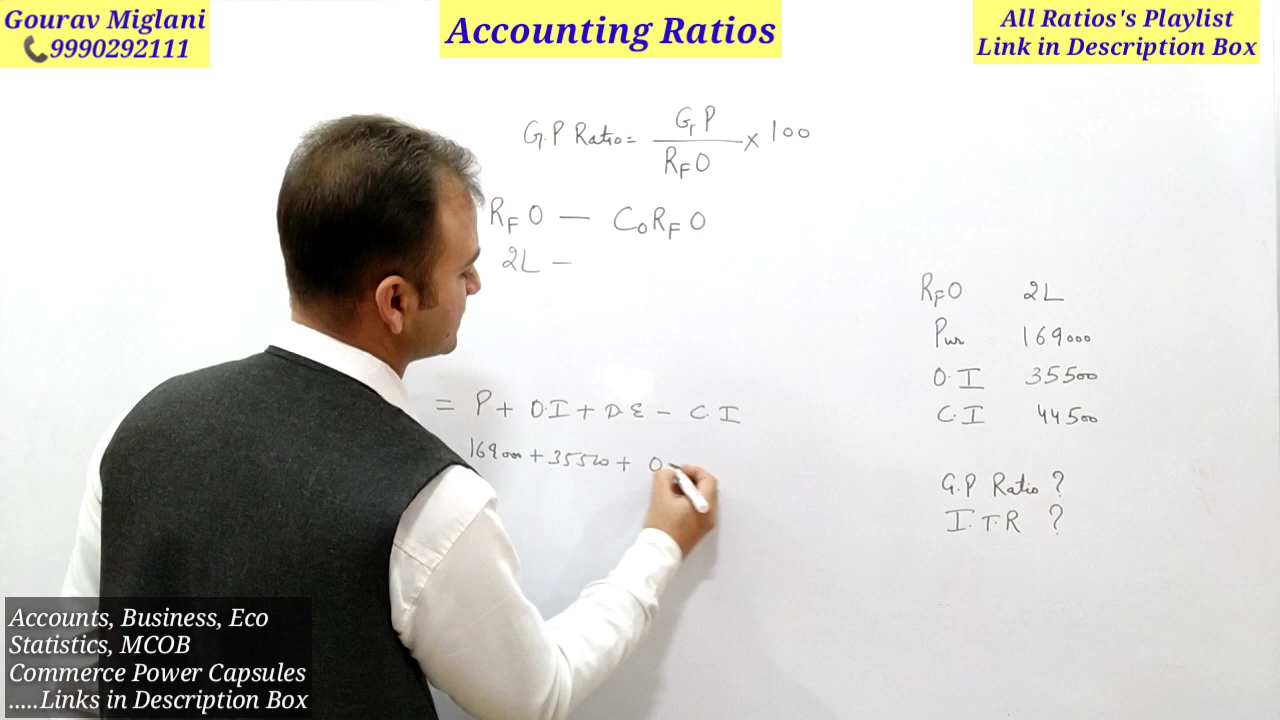 Gourav Miglani
📞9990292111
Accounting Ratios
All Ratios's Playlist
Link in Description Box
G.P Ratio = GP / RFO × 100
RFO — CoRFO
2L —
= P + O.I + D.E – C.I
169000 + 35500 + 0
RFO 2L
Pur 169000
O.I 35500
C.I 44500
G.P Ratio ?
I.T.R ?
Accounts, Business, Eco
Statistics, MCOB
Commerce Power Capsules
.....Links in Description Box